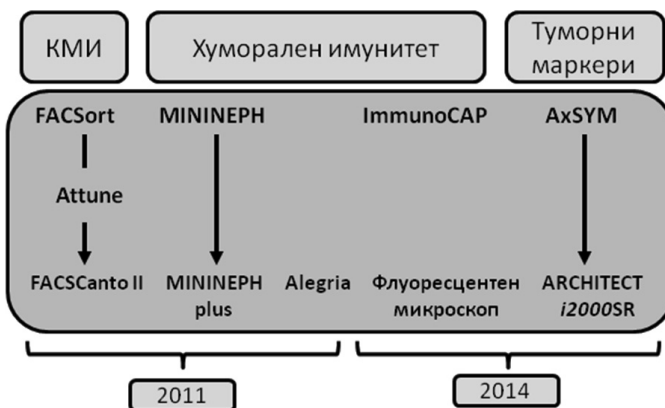 КМИ
Хуморален имунитет
Туморни
маркери
FACSort
MININEPH
ImmunoCAP
AxSYM
Attune
FACSCanto II
MININEPH
plus
Alegria
Флуоресцентен
микроскоп
ARCHITECT
i2000SR
2011
2014